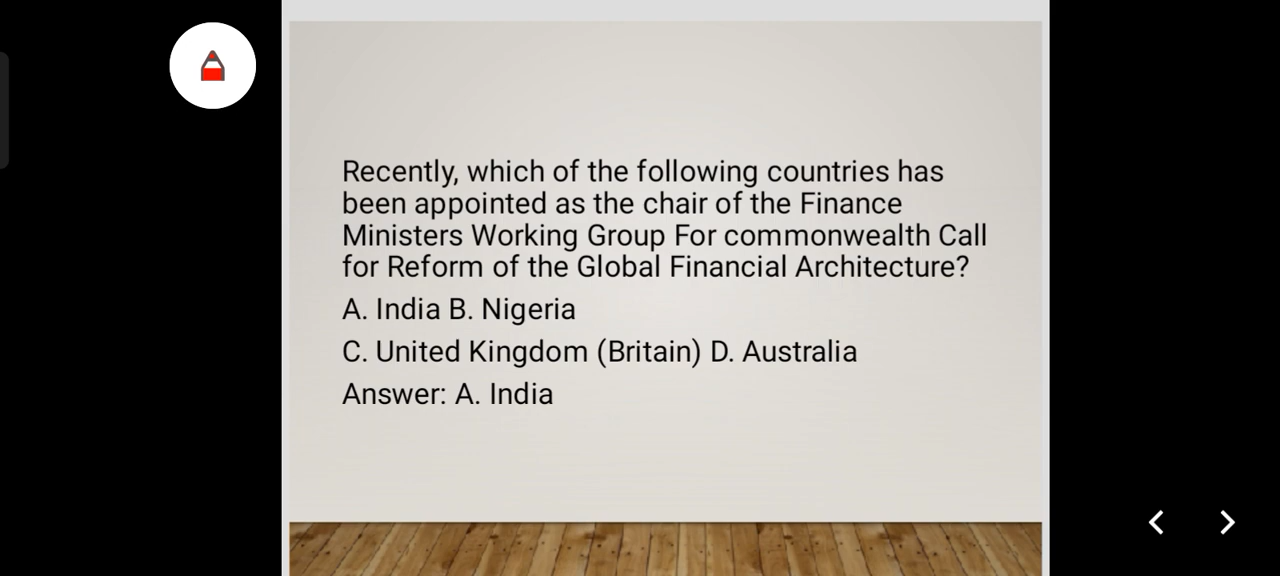 Recently, which of the following countries has
been appointed as the chair of the Finance
Ministers Working Group For commonwealth Call
for Reform of the Global Financial Architecture?
A. India B. Nigeria
C. United Kingdom (Britain) D. Australia
Answer: A. India